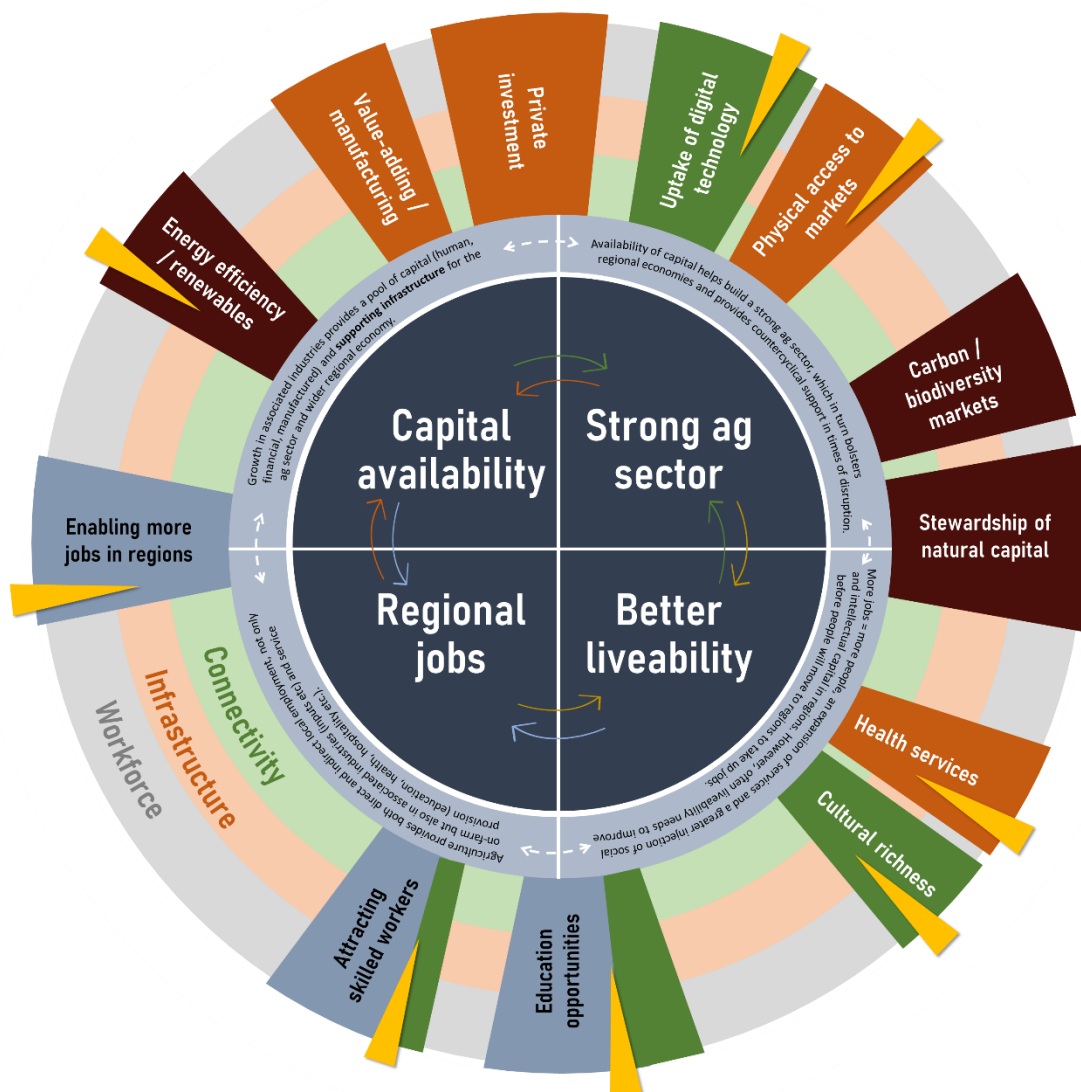 Private
investment
Uptake of digital
technology
Physical access to
markets
Carbon /
biodiversity
markets
Stewardship of
natural capital
Health services
Cultural richness
Education
opportunities
Attracting
skilled workers
Enabling more
jobs in regions
Energy efficiency
/ renewables
Value-adding /
manufacturing
Growth in associated industries provides a pool of capital (human,
financial, manufactured) and supporting infrastructure for the
ag sector and wider regional economy.
Availability of capital helps build a strong ag sector, which in turn bolsters
regional economies and provides countercyclical support in times of disruption.
More jobs = more people, an expansion of services and a greater injection of social
and intellectual capital in regions. However, often liveability needs to improve
before people will move to regions to take up jobs.
Agriculture provides both direct and indirect local employment, not only
on-farm but also in associated industries (inputs etc) and service
provision (education, health, hospitality etc.).
Capital
availability
Strong ag
sector
Regional
jobs
Better
liveability
Connectivity
Infrastructure
Workforce